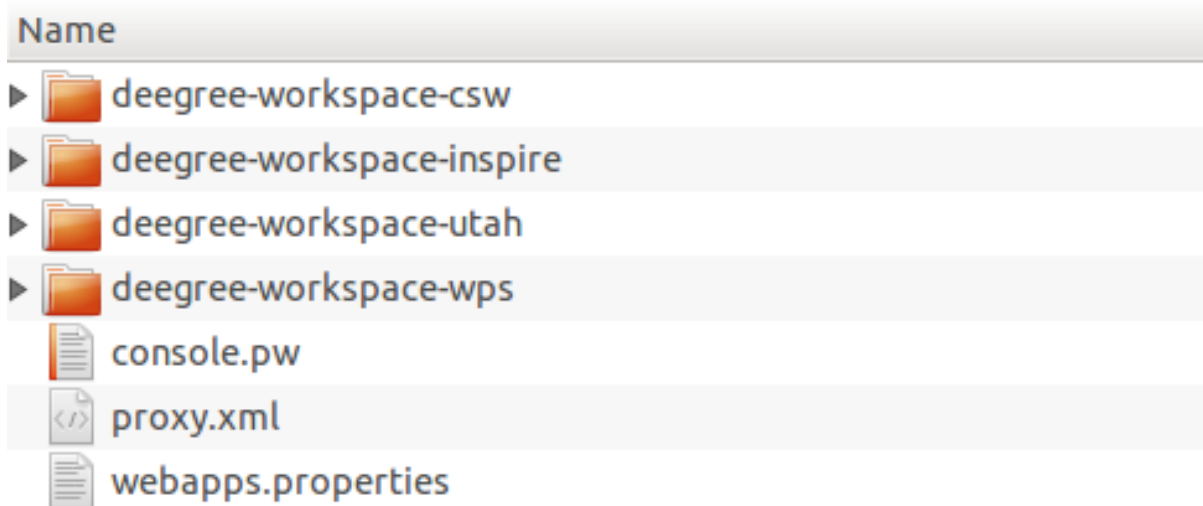 Name
deegree-workspace-csw
deegree-workspace-inspire
deegree-workspace-utah
deegree-workspace-wps
console.pw
proxy.xml
webapps.properties